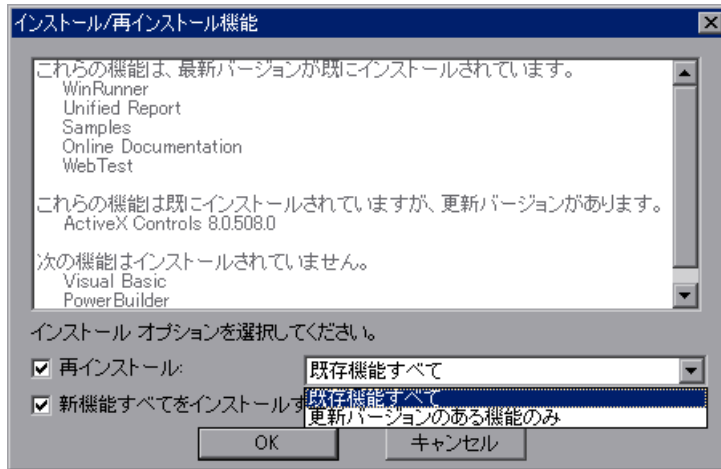 インストール/再インストール機能
これらの機能は、最新バージョンが既にインストールされています。
WinRunner
Unified Report
Samples
Online Documentation
WebTest
これらの機能は既にインストールされていますが、更新バージョンがあります。
ActiveX Controls 8.0.508.0
次の機能はインストールされていません。
Visual Basic
PowerBuilder
インストール オプションを選択してください。
再インストール:
既存機能すべて
既存機能すべて
新機能すべてをインストールす
更新バージョンのある機能のみ
OK
キャンセル